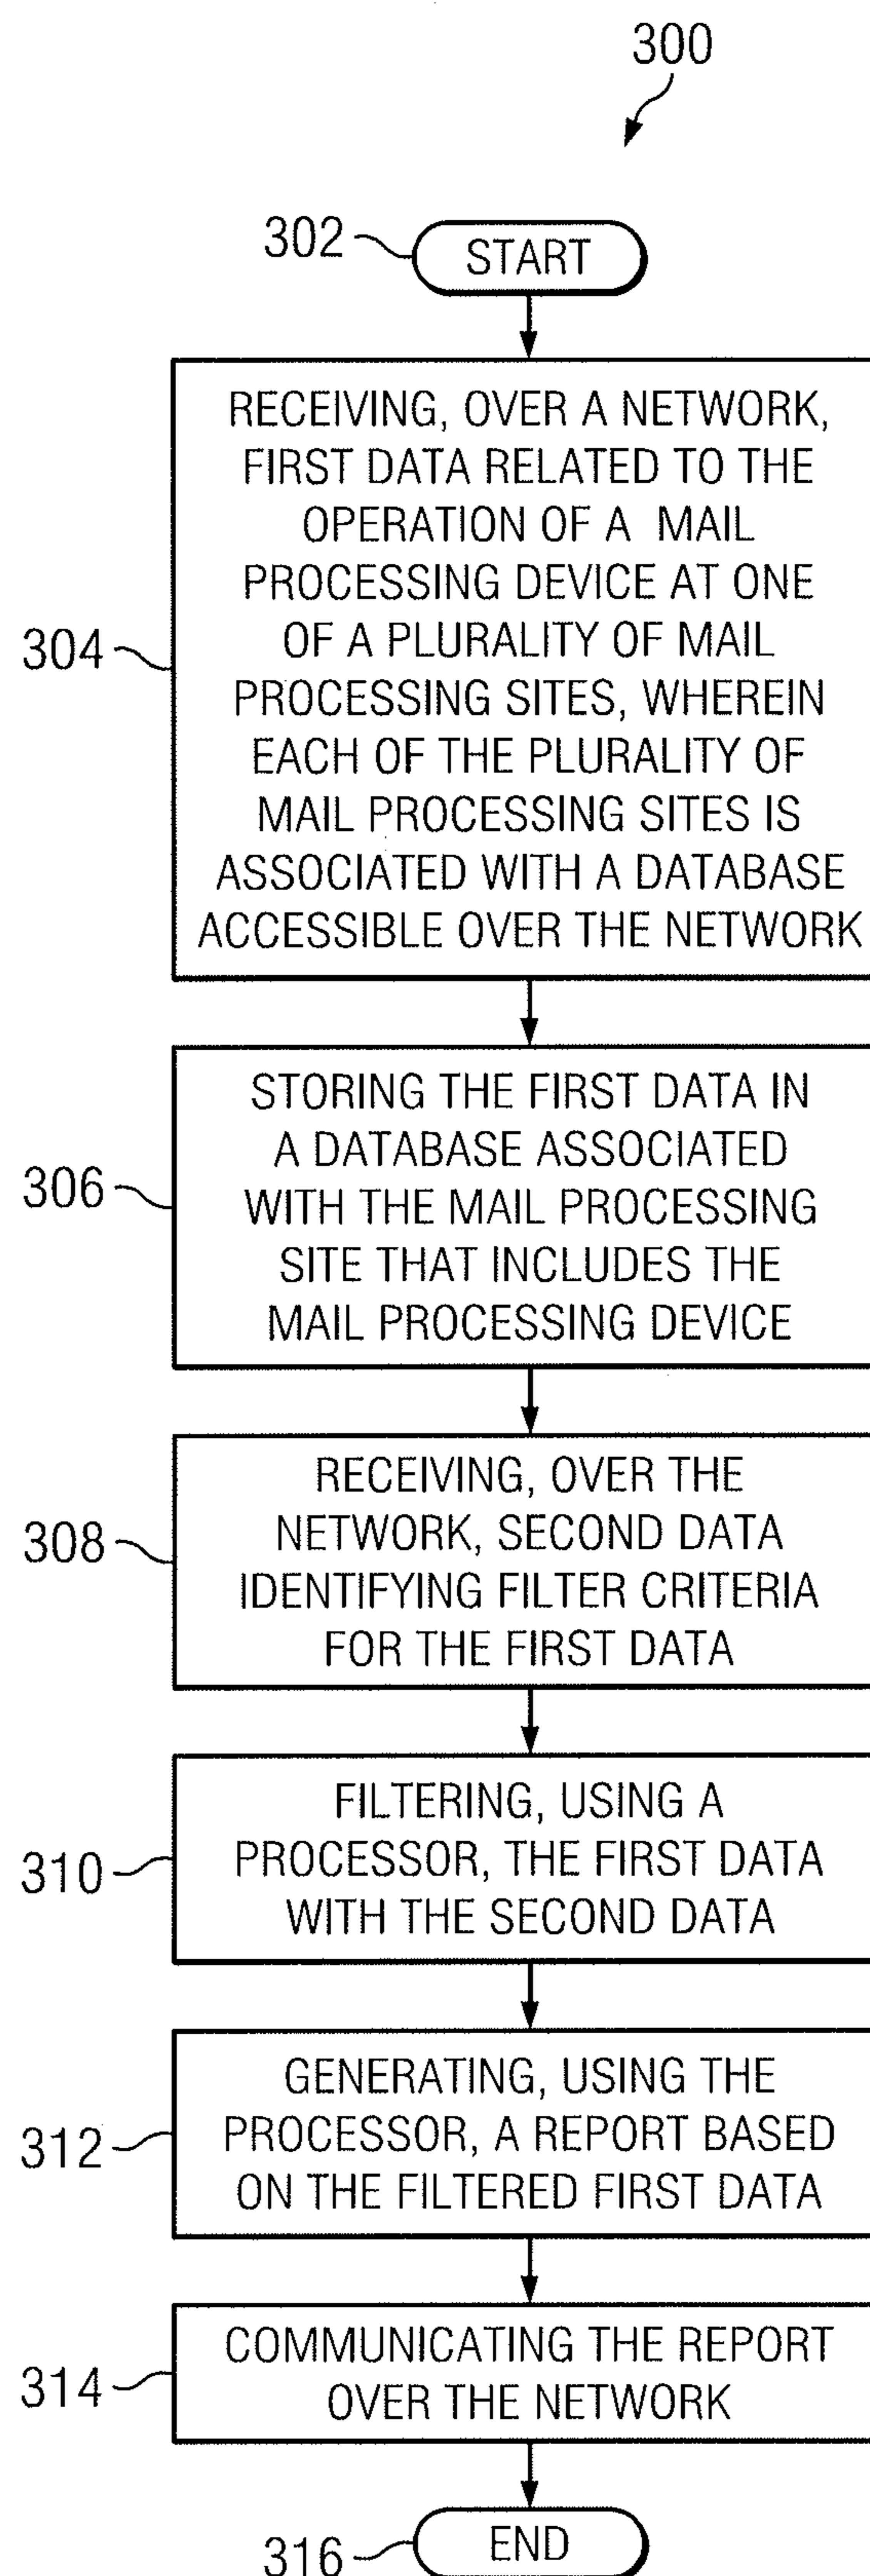 300
302
START
RECEIVING, OVER A NETWORK,
FIRST DATA RELATED TO THE
OPERATION OF A MAIL
PROCESSING DEVICE AT ONE
OF A PLURALITY OF MAIL
PROCESSING SITES, WHEREIN
EACH OF THE PLURALITY OF
MAIL PROCESSING SITES IS
ASSOCIATED WITH A DATABASE
ACCESSIBLE OVER THE NETWORK
304
STORING THE FIRST DATA IN
A DATABASE ASSOCIATED
WITH THE MAIL PROCESSING
SITE THAT INCLUDES THE
MAIL PROCESSING DEVICE
306
RECEIVING, OVER THE
NETWORK, SECOND DATA
IDENTIFYING FILTER CRITERIA
FOR THE FIRST DATA
308
FILTERING, USING A
PROCESSOR, THE FIRST DATA
WITH THE SECOND DATA
310
GENERATING, USING THE
PROCESSOR, A REPORT BASED
ON THE FILTERED FIRST DATA
312
COMMUNICATING THE REPORT
OVER THE NETWORK
314
END
316